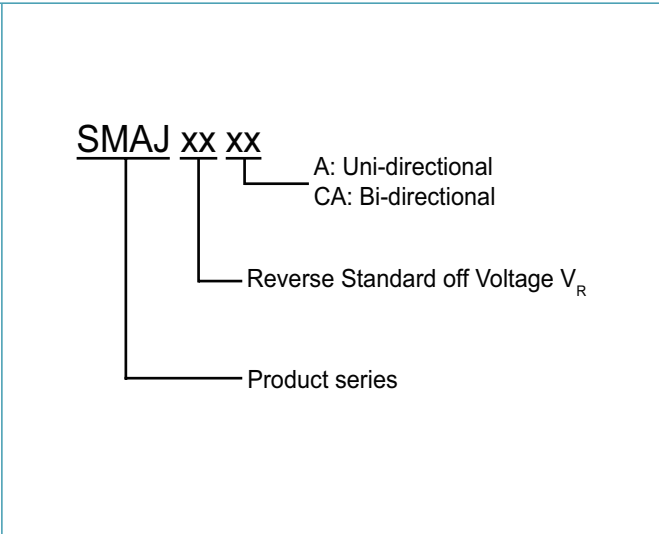 SMAJ xx xx
A: Uni-directional
CA: Bi-directional
Reverse Standard off Voltage VR
Product series